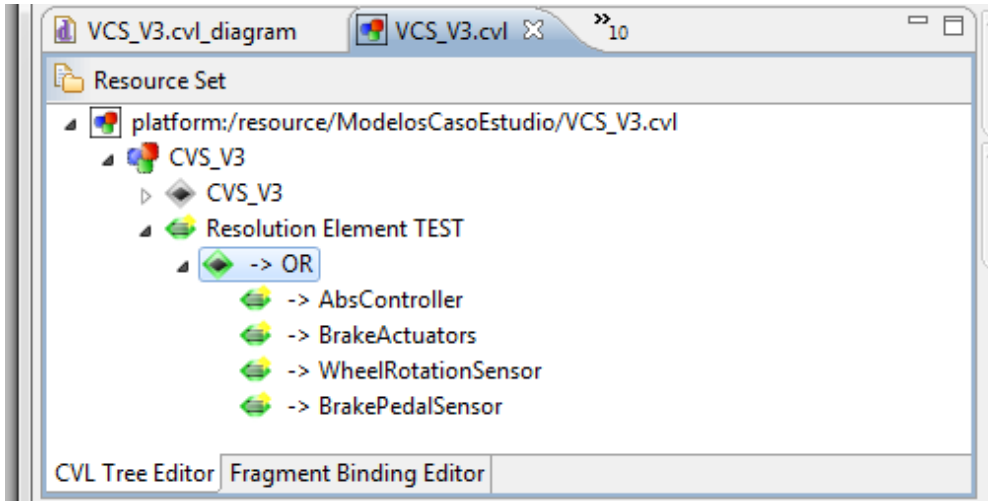 VCS_V3.cvl_diagram VCS_V3.cvl »10
Resource Set
platform:/resource/ModelosCasoEstudio/VCS_V3.cvl
CVS_V3
CVS_V3
Resolution Element TEST
-> OR
-> AbsController
-> BrakeActuators
-> WheelRotationSensor
-> BrakePedalSensor
CVL Tree Editor Fragment Binding Editor